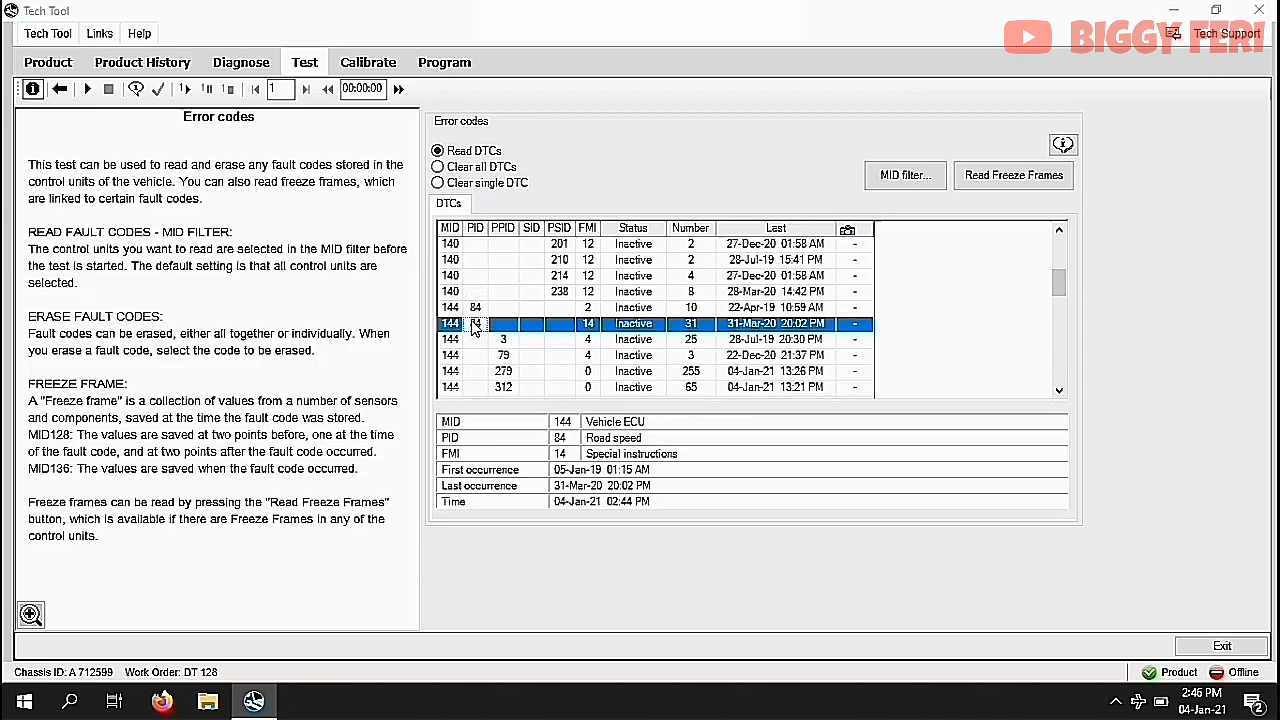 Tech Tool
BIGGY FERI
Tech Tool Links Help
Tech Support
Product Product History Diagnose Test Calibrate Program
1 00:00:00
Error codes
This test can be used to read and erase any fault codes stored in the
control units of the vehicle. You can also read freeze frames, which
are linked to certain fault codes.
READ FAULT CODES - MID FILTER:
The control units you want to read are selected in the MID filter before
the test is started. The default setting is that all control units are
selected.
ERASE FAULT CODES:
Fault codes can be erased, either all together or individually. When
you erase a fault code, select the code to be erased.
FREEZE FRAME:
A "Freeze frame" is a collection of values from a number of sensors
and components, saved at the time the fault code was stored.
MID128: The values are saved at two points before, one at the time
of the fault code, and at two points after the fault code occurred.
MID136: The values are saved when the fault code occurred.
Freeze frames can be read by pressing the "Read Freeze Frames"
button, which is available if there are Freeze Frames in any of the
control units.
Error codes
Read DTCs
Clear all DTCs
Clear single DTC
MID filter... Read Freeze Frames
DTCs
MID PID PPID SID PSID FMI Status Number Last
140 201 12 Inactive 2 27-Dec-20 01:58 AM -
140 210 12 Inactive 2 28-Jul-19 15:41 PM -
140 214 12 Inactive 4 27-Dec-20 01:58 AM -
140 238 12 Inactive 8 28-Mar-20 14:42 PM -
144 84 2 Inactive 10 22-Apr-19 10:59 AM -
144 14 Inactive 31 31-Mar-20 20:02 PM -
144 3 4 Inactive 25 28-Jul-19 20:30 PM -
144 79 4 Inactive 3 22-Dec-20 21:37 PM -
144 279 0 Inactive 255 04-Jan-21 13:26 PM -
144 312 0 Inactive 65 04-Jan-21 13:21 PM -
MID 144 Vehicle ECU
PID 84 Road speed
FMI 14 Special instructions
First occurrence 05-Jan-19 01:15 AM
Last occurrence 31-Mar-20 20:02 PM
Time 04-Jan-21 02:44 PM
Exit
Chassis ID: A 712599 Work Order: DT 128
Product Offline
2:46 PM
04-Jan-21
2